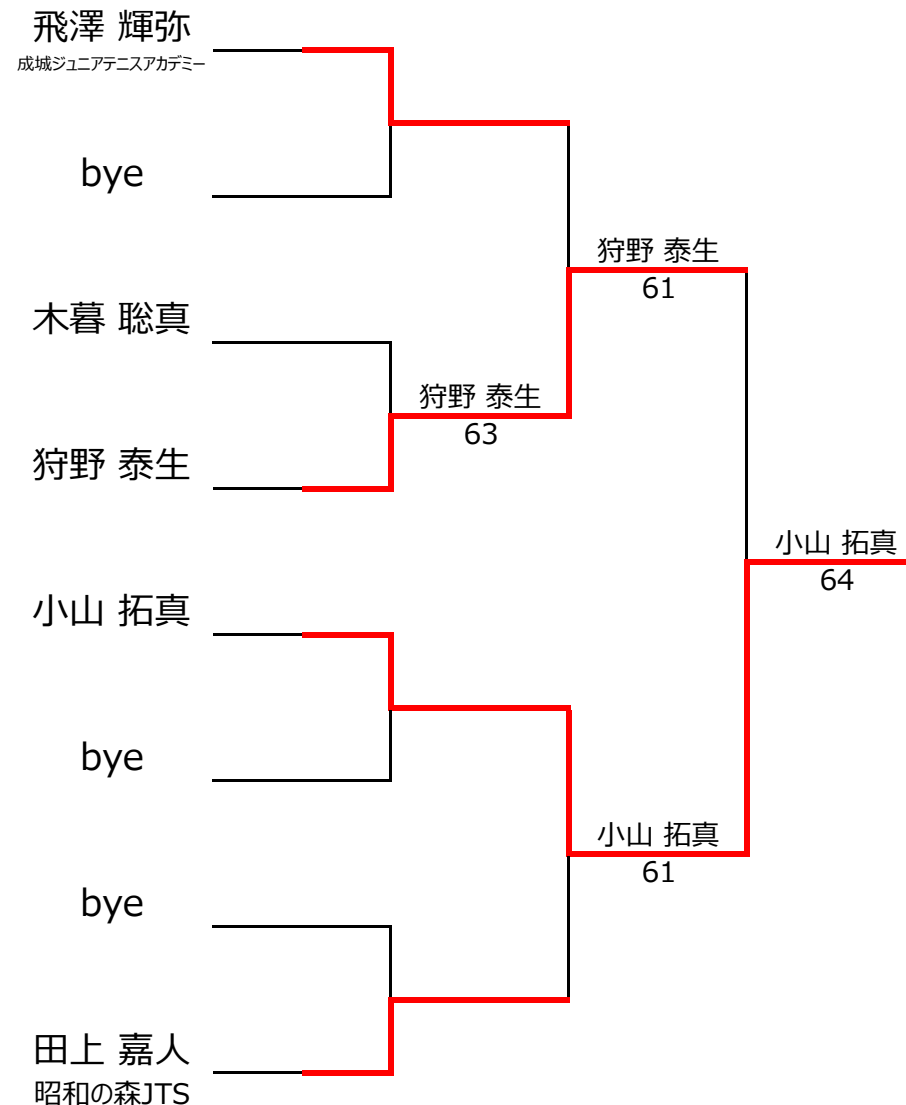 飛澤 輝弥
成城ジュニアテニスアカデミー
bye
木暮 聡真
狩野 泰生
小山 拓真
bye
bye
田上 嘉人
昭和の森JTS
狩野 泰生
63
狩野 泰生
61
小山 拓真
61
小山 拓真
64